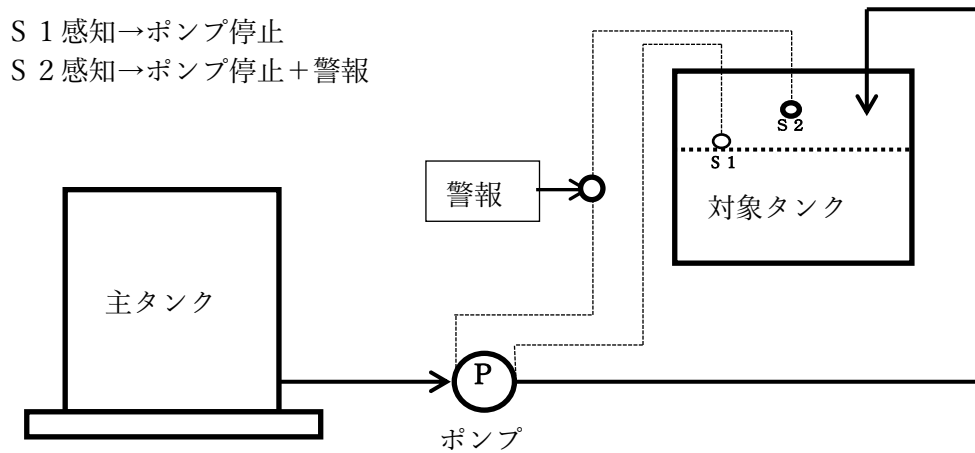 Ｓ１感知→ポンプ停止
Ｓ２感知→ポンプ停止＋警報
Ｓ２
Ｓ１
警報
対象タンク
主タンク
Ｐ
ポンプ